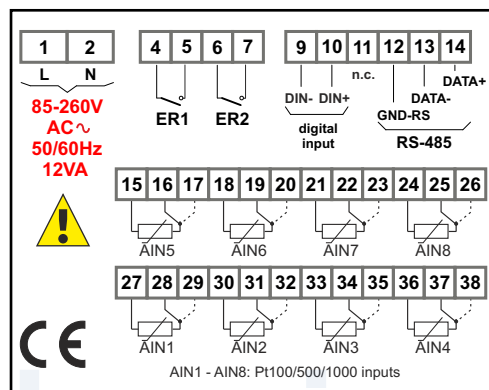 1 2 4 5 6 7 9 10 11 12 13 14
L N
n.c.
DATA+
DIN- DIN+
DATA-
GND-RS
ER1 ER2
digital
input
RS-485
85-260V
AC∿
50/60Hz
12VA
15 16 17 18 19 20 21 22 23 24 25 26
AIN5 AIN6 AIN7 AIN8
27 28 29 30 31 32 33 34 35 36 37 38
AIN1 AIN2 AIN3 AIN4
CE
AIN1 - AIN8: Pt100/500/1000 inputs